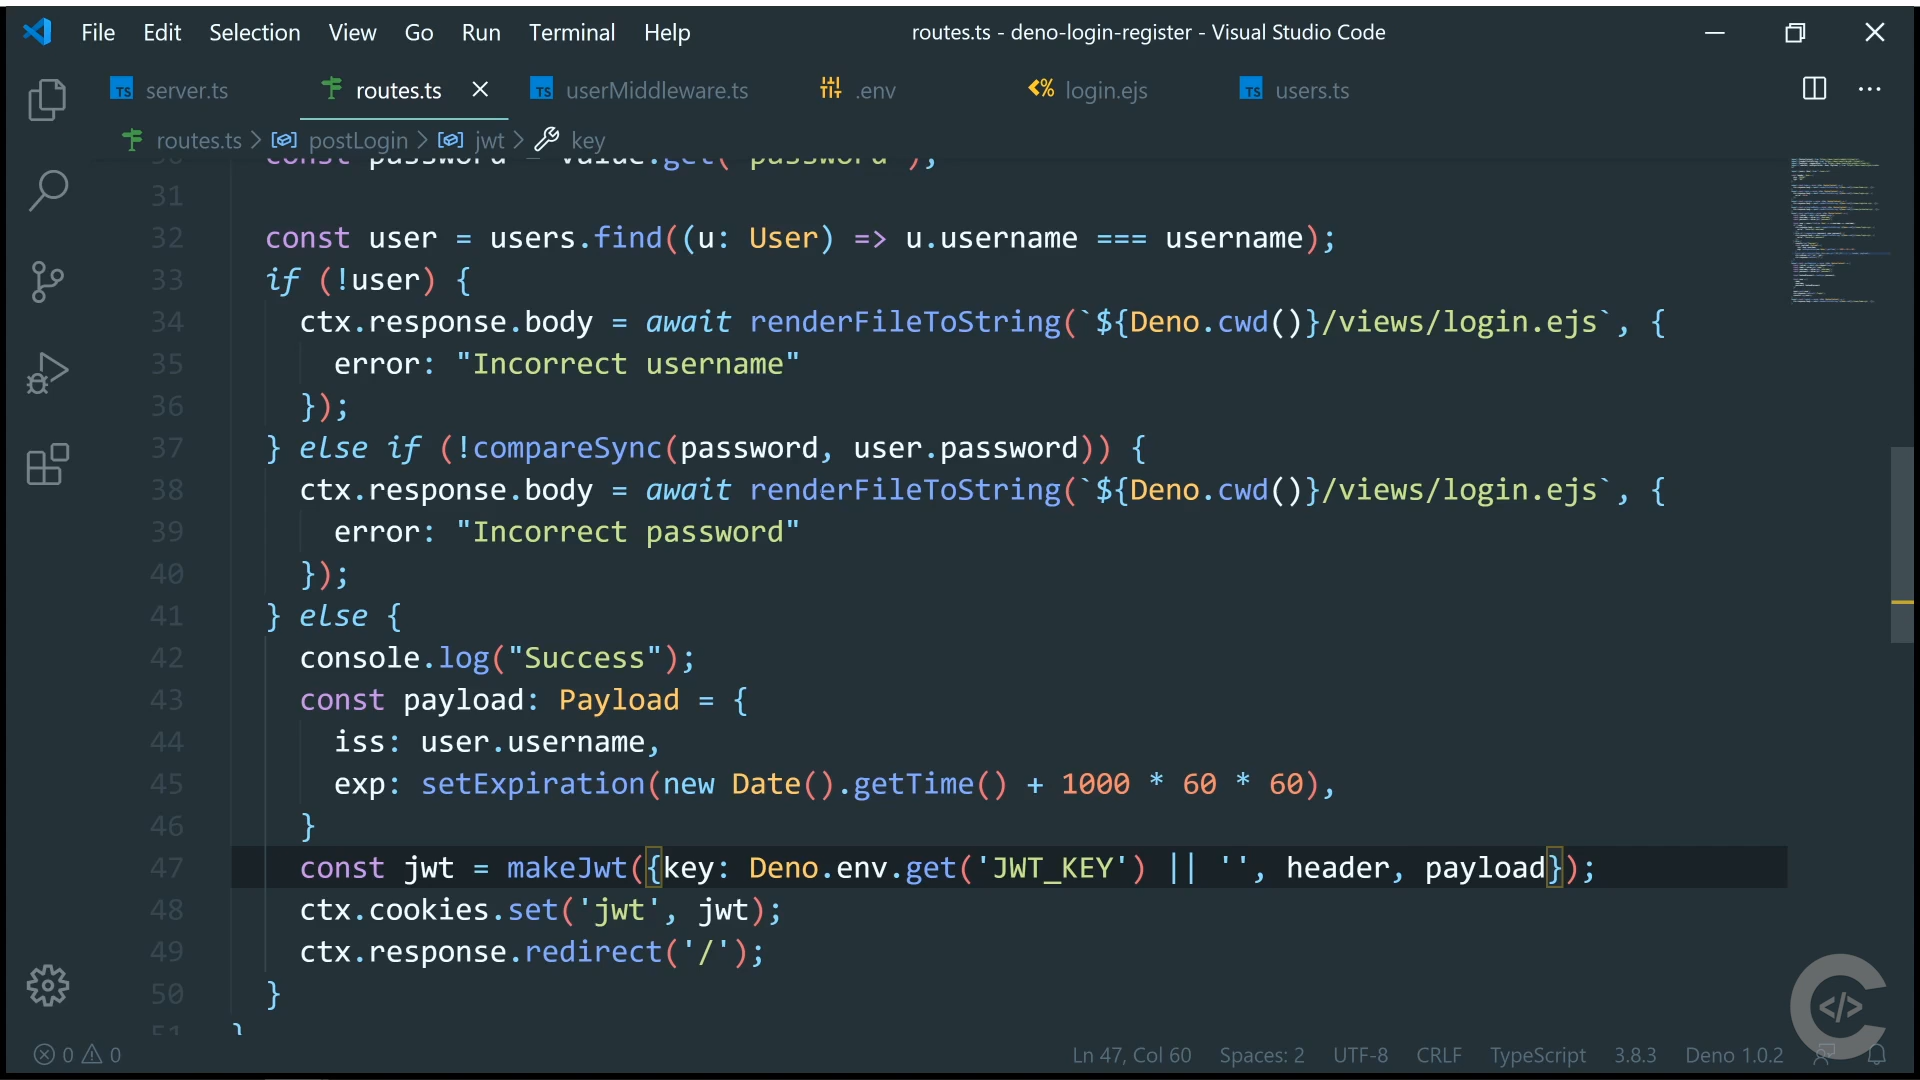 File Edit Selection View Go Run Terminal Help routes.ts - deno-login-register - Visual Studio Code
server.ts routes.ts userMiddleware.ts .env login.ejs users.ts
routes.ts > postLogin > jwt > key
30 const password = value.get('password');
31
32 const user = users.find((u: User) => u.username === username);
33 if (!user) {
34 ctx.response.body = await renderFileToString(`${Deno.cwd()}/views/login.ejs`, {
35 error: "Incorrect username"
36 });
37 } else if (!compareSync(password, user.password)) {
38 ctx.response.body = await renderFileToString(`${Deno.cwd()}/views/login.ejs`, {
39 error: "Incorrect password"
40 });
41 } else {
42 console.log("Success");
43 const payload: Payload = {
44 iss: user.username,
45 exp: setExpiration(new Date().getTime() + 1000 * 60 * 60),
46 }
47 const jwt = makeJwt({key: Deno.env.get('JWT_KEY') || '', header, payload});
48 ctx.cookies.set('jwt', jwt);
49 ctx.response.redirect('/');
50 }
51 }
0 0 Ln 47, Col 60 Spaces: 2 UTF-8 CRLF TypeScript 3.8.3 Deno 1.0.2